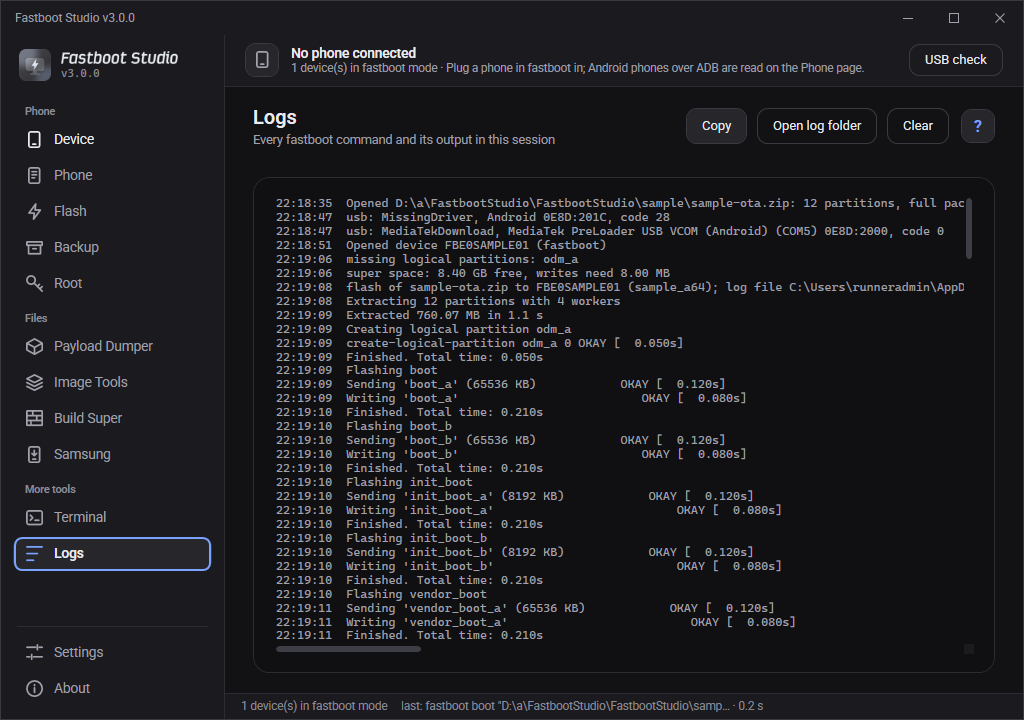 Fastboot Studio v3.0.0
Fastboot Studio
v3.0.0
Phone
Device
Phone
Flash
Backup
Root
Files
Payload Dumper
Image Tools
Build Super
Samsung
More tools
Terminal
Logs
Settings
About
No phone connected
1 device(s) in fastboot mode · Plug a phone in fastboot in; Android phones over ADB are read on the Phone page.
USB check
Logs
Every fastboot command and its output in this session
Copy
Open log folder
Clear
?
22:18:35 Opened D:\a\FastbootStudio\FastbootStudio\sample\sample-ota.zip: 12 partitions, full pac
22:18:47 usb: MissingDriver, Android 0E8D:201C, code 28
22:18:47 usb: MediaTekDownload, MediaTek PreLoader USB VCOM (Android) (COM5) 0E8D:2000, code 0
22:18:51 Opened device FBE0SAMPLE01 (fastboot)
22:19:06 missing logical partitions: odm_a
22:19:06 super space: 8.40 GB free, writes need 8.00 MB
22:19:08 flash of sample-ota.zip to FBE0SAMPLE01 (sample_a64); log file C:\Users\runneradmin\AppD
22:19:08 Extracting 12 partitions with 4 workers
22:19:09 Extracted 760.07 MB in 1.1 s
22:19:09 Creating logical partition odm_a
22:19:09 create-logical-partition odm_a 0 OKAY [  0.050s]
22:19:09 Finished. Total time: 0.050s
22:19:09 Flashing boot
22:19:09 Sending 'boot_a' (65536 KB) OKAY [  0.120s]
22:19:09 Writing 'boot_a' OKAY [  0.080s]
22:19:10 Finished. Total time: 0.210s
22:19:10 Flashing boot_b
22:19:10 Sending 'boot_b' (65536 KB) OKAY [  0.120s]
22:19:10 Writing 'boot_b' OKAY [  0.080s]
22:19:10 Finished. Total time: 0.210s
22:19:10 Flashing init_boot
22:19:10 Sending 'init_boot_a' (8192 KB) OKAY [  0.120s]
22:19:10 Writing 'init_boot_a' OKAY [  0.080s]
22:19:10 Finished. Total time: 0.210s
22:19:10 Flashing init_boot_b
22:19:10 Sending 'init_boot_b' (8192 KB) OKAY [  0.120s]
22:19:10 Writing 'init_boot_b' OKAY [  0.080s]
22:19:10 Finished. Total time: 0.210s
22:19:10 Flashing vendor_boot
22:19:11 Sending 'vendor_boot_a' (65536 KB) OKAY [  0.120s]
22:19:11 Writing 'vendor_boot_a' OKAY [  0.080s]
22:19:11 Finished. Total time: 0.210s
1 device(s) in fastboot mode last: fastboot boot "D:\a\FastbootStudio\FastbootStudio\samp... · 0.2 s